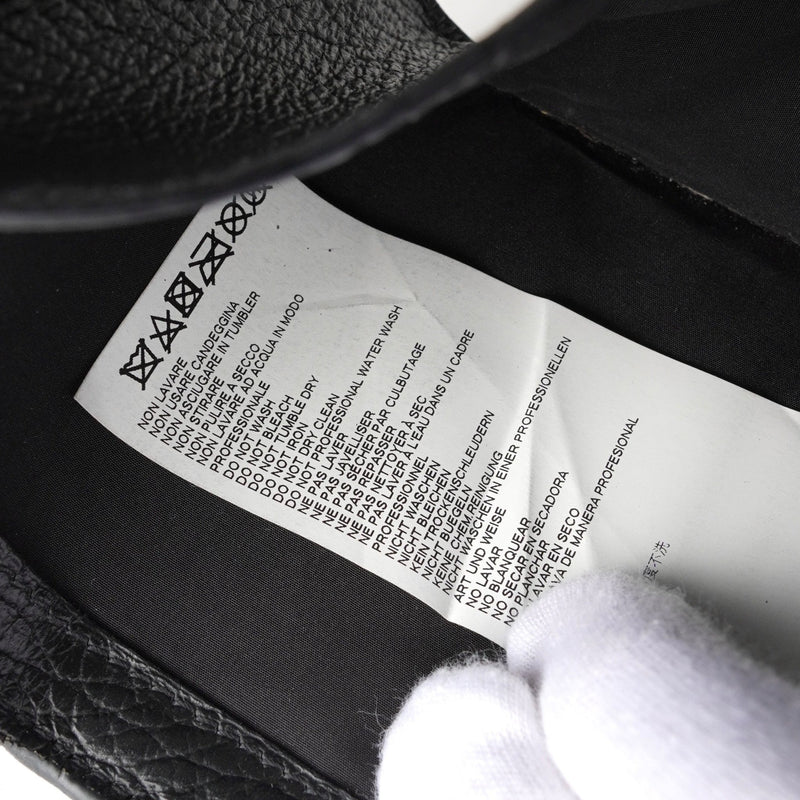 NON LAVARE
NON USARE CANDEGGINA
NON ASCIUGARE IN TUMBLER
NON STIRARE
NON PULIRE A SECCO
NON LAVARE AD ACQUA IN MODO
PROFESSIONALE
DO NOT WASH
DO NOT BLEACH
DO NOT TUMBLE DRY
DO NOT IRON
DO NOT DRY CLEAN
DO NOT PROFESSIONAL WATER WASH
NE PAS LAVER
NE PAS JAVELLISER
NE PAS SECHER PAR CULBUTAGE
NE PAS REPASSER
NE PAS NETTOYER À SEC
NE PAS LAVER À L'EAU DANS UN CADRE
PROFESSIONNEL
NICHT WASCHEN
NICHT BLEICHEN
KEIN TROCKENSCHLEUDERN
NICHT BUEGELN
KEINE CHEM.REINIGUNG
NICHT WASCHEN IN EINER PROFESSIONELLEN
ART UND WEISE
NO LAVAR
NO BLANQUEAR
NO SECAR EN SECADORA
NO PLANCHAR
LAVAR EN SECO
DE MANERA PROFESIONAL
不洗